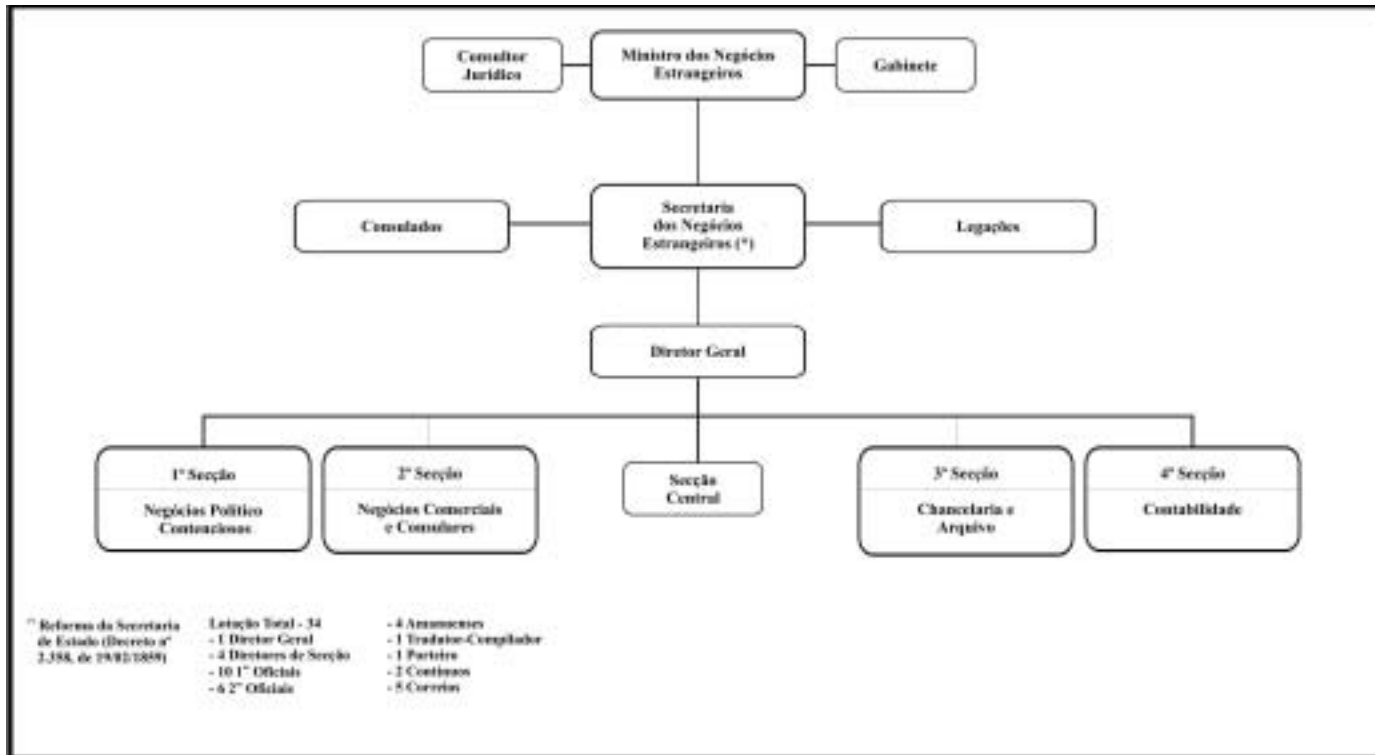 Consultor
Jurídico
Ministro dos Negócios
Estrangeiros
Gabinete
Consulados
Secretaria
dos Negócios
Estrangeiros (*)
Legações
Diretor Geral
1ª Secção
Negócios Político
Contenciosos
2ª Secção
Negócios Comerciais
e Consulares
Secção
Central
3ª Secção
Chancelaria e
Arquivo
4ª Secção
Contabilidade
Reforma da Secretaria
de Estado (Decreto nº
2.358, de 19/02/1859)
Lotação Total - 34
- 1 Diretor Geral
- 4 Diretores de Secção
- 10 1ºs Oficiais
- 6 2ºs Oficiais
- 4 Amanuenses
- 1 Tradutor-Compilador
- 1 Porteiro
- 2 Contínuos
- 5 Correios